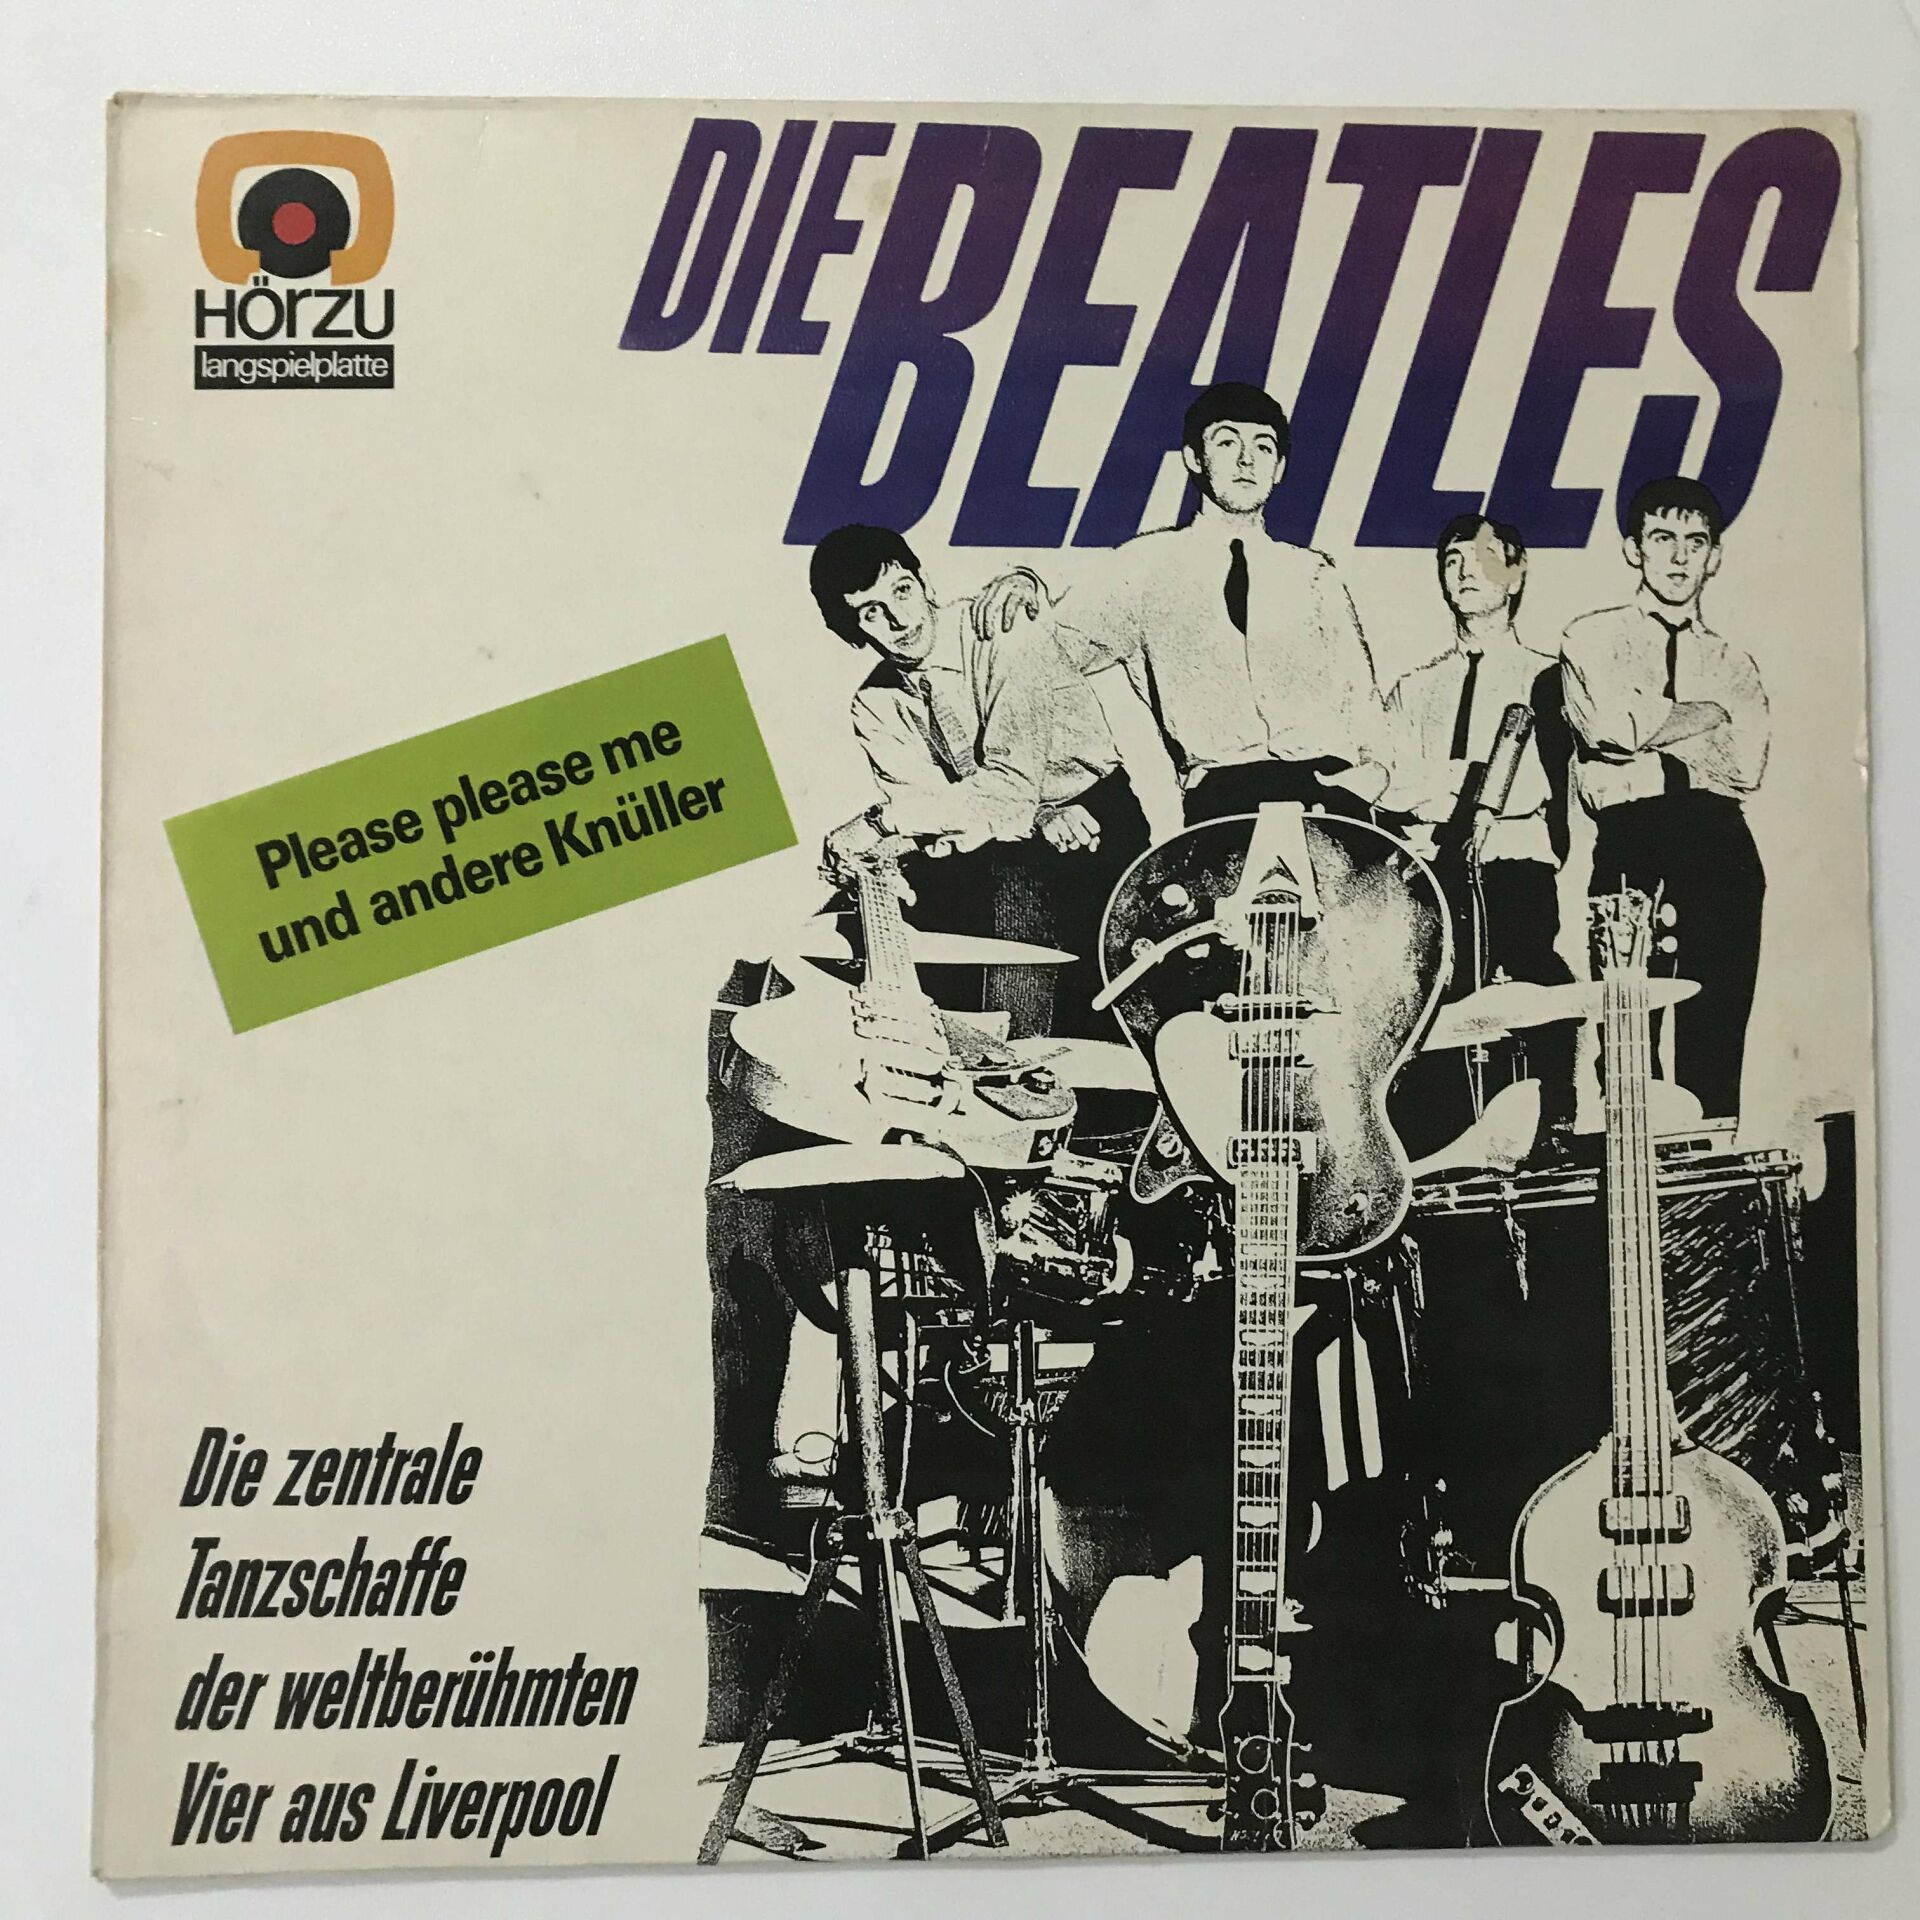 HÖRZU
langspielplatte
DIE BEATLES
Please please me
und andere Knüller
Die zentrale
Tanzschaffe
der weltberühmten
Vier aus Liverpool